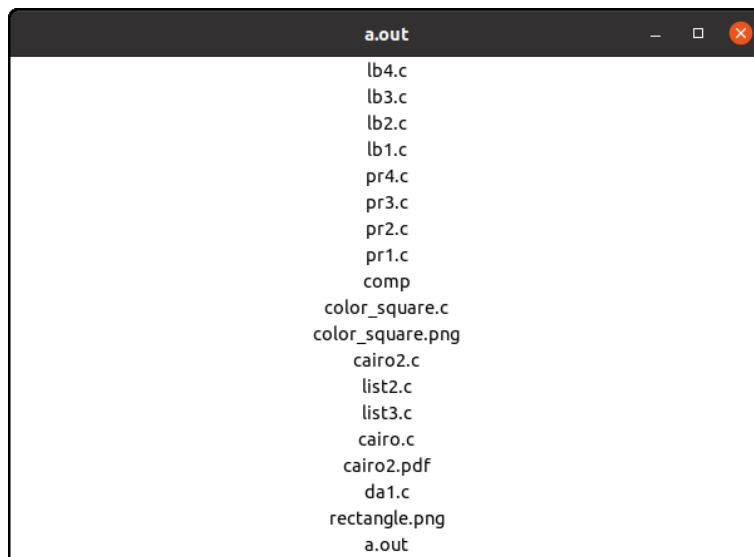 a.out
lb4.c
lb3.c
lb2.c
lb1.c
pr4.c
pr3.c
pr2.c
pr1.c
comp
color_square.c
color_square.png
cairo2.c
list2.c
list3.c
cairo.c
cairo2.pdf
da1.c
rectangle.png
a.out